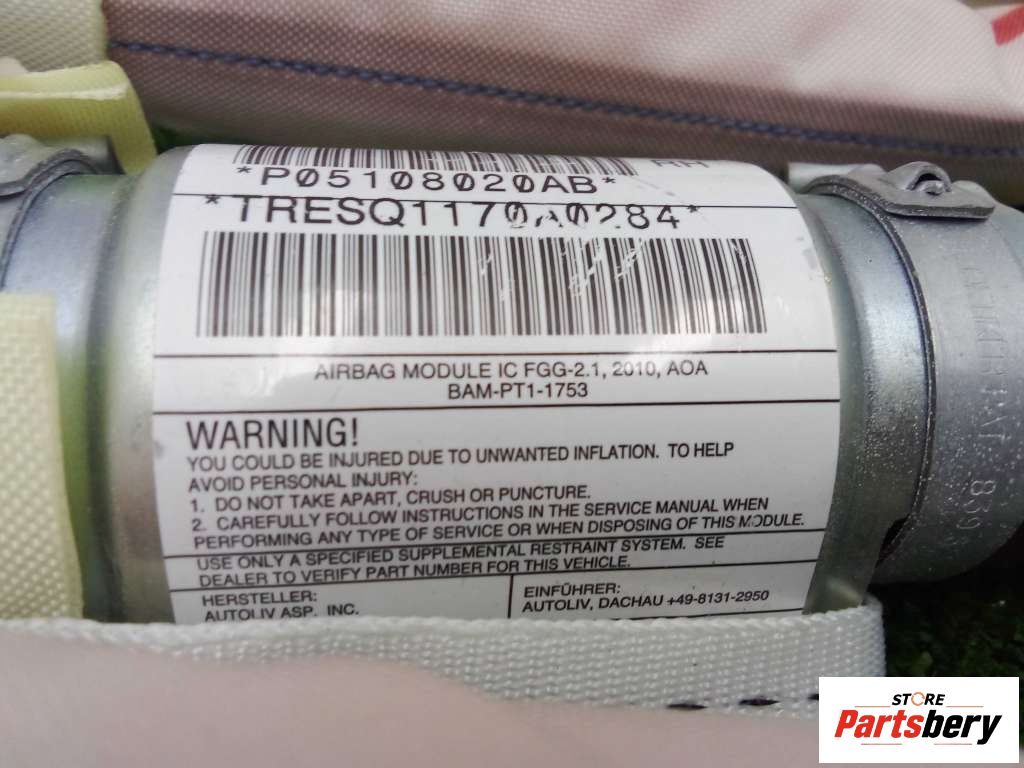 RH
*P05108020AB*
*TRESQ1170A0284*
AIRBAG MODULE IC FGG-2.1, 2010, AOA
BAM-PT1-1753
WARNING!
YOU COULD BE INJURED DUE TO UNWANTED INFLATION. TO HELP
AVOID PERSONAL INJURY:
1. DO NOT TAKE APART, CRUSH OR PUNCTURE.
2. CAREFULLY FOLLOW INSTRUCTIONS IN THE SERVICE MANUAL WHEN
PERFORMING ANY TYPE OF SERVICE OR WHEN DISPOSING OF THIS MODULE.
USE ONLY A SPECIFIED SUPPLEMENTAL RESTRAINT SYSTEM. SEE
DEALER TO VERIFY PART NUMBER FOR THIS VEHICLE.
HERSTELLER:
AUTOLIV ASP. INC.
EINFÜHRER:
AUTOLIV, DACHAU +49-8131-2950
PAT.
STORE
Partsbery